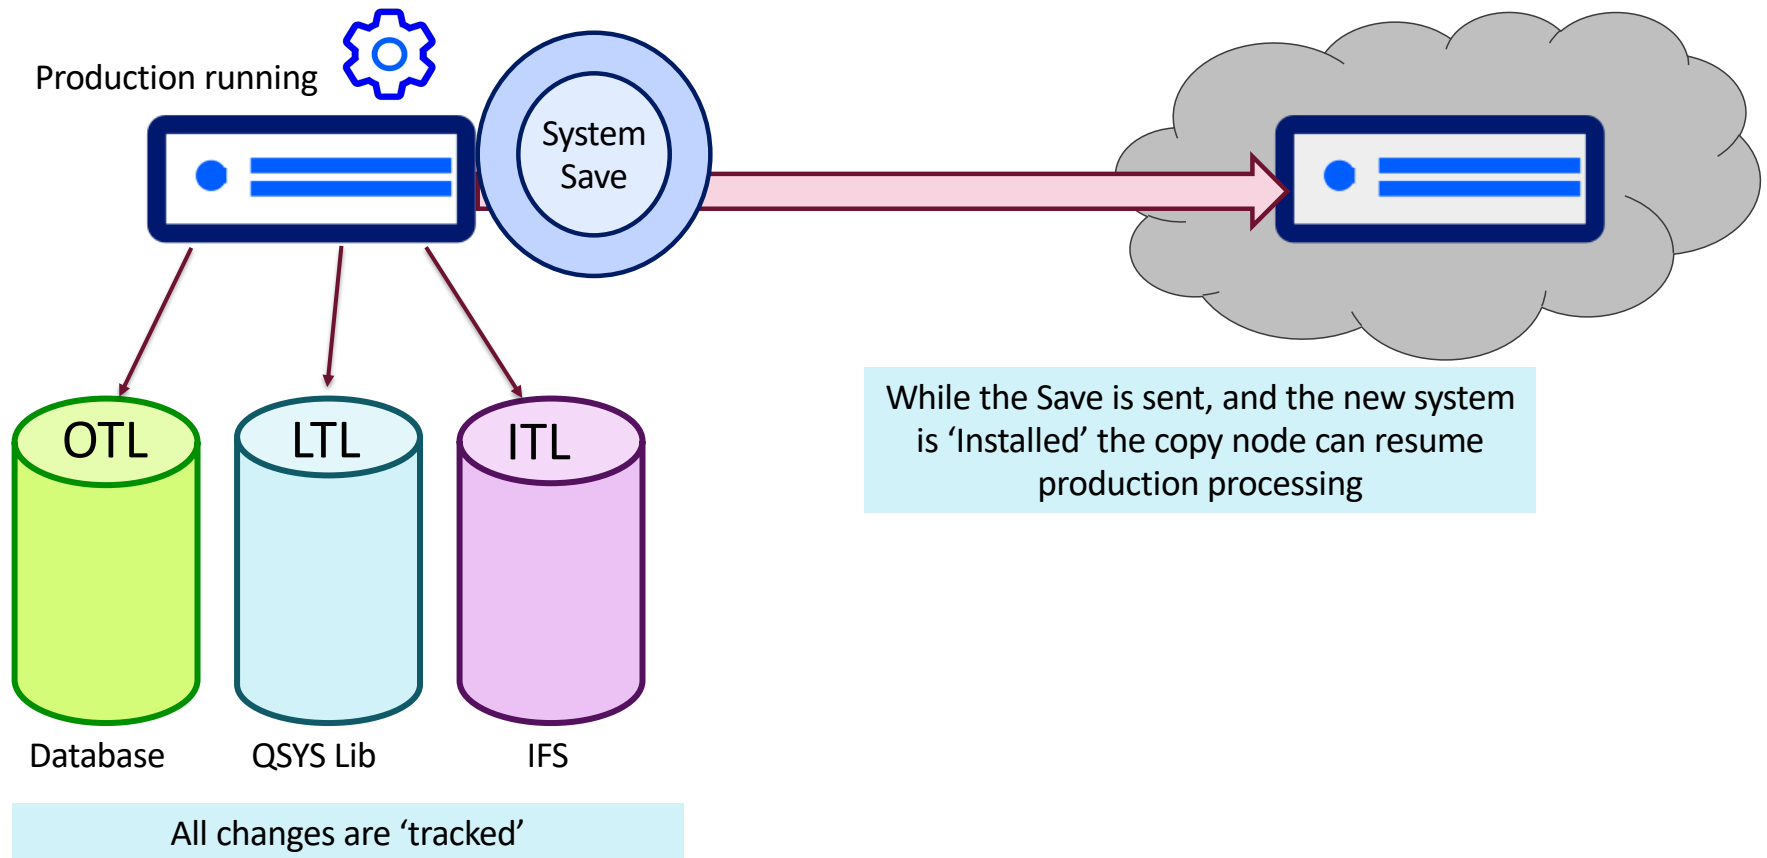 Production running
System
Save
OTL
LTL
ITL
Database
QSYS Lib
IFS
All changes are ‘tracked’
While the Save is sent, and the new system
is ‘Installed’ the copy node can resume
production processing